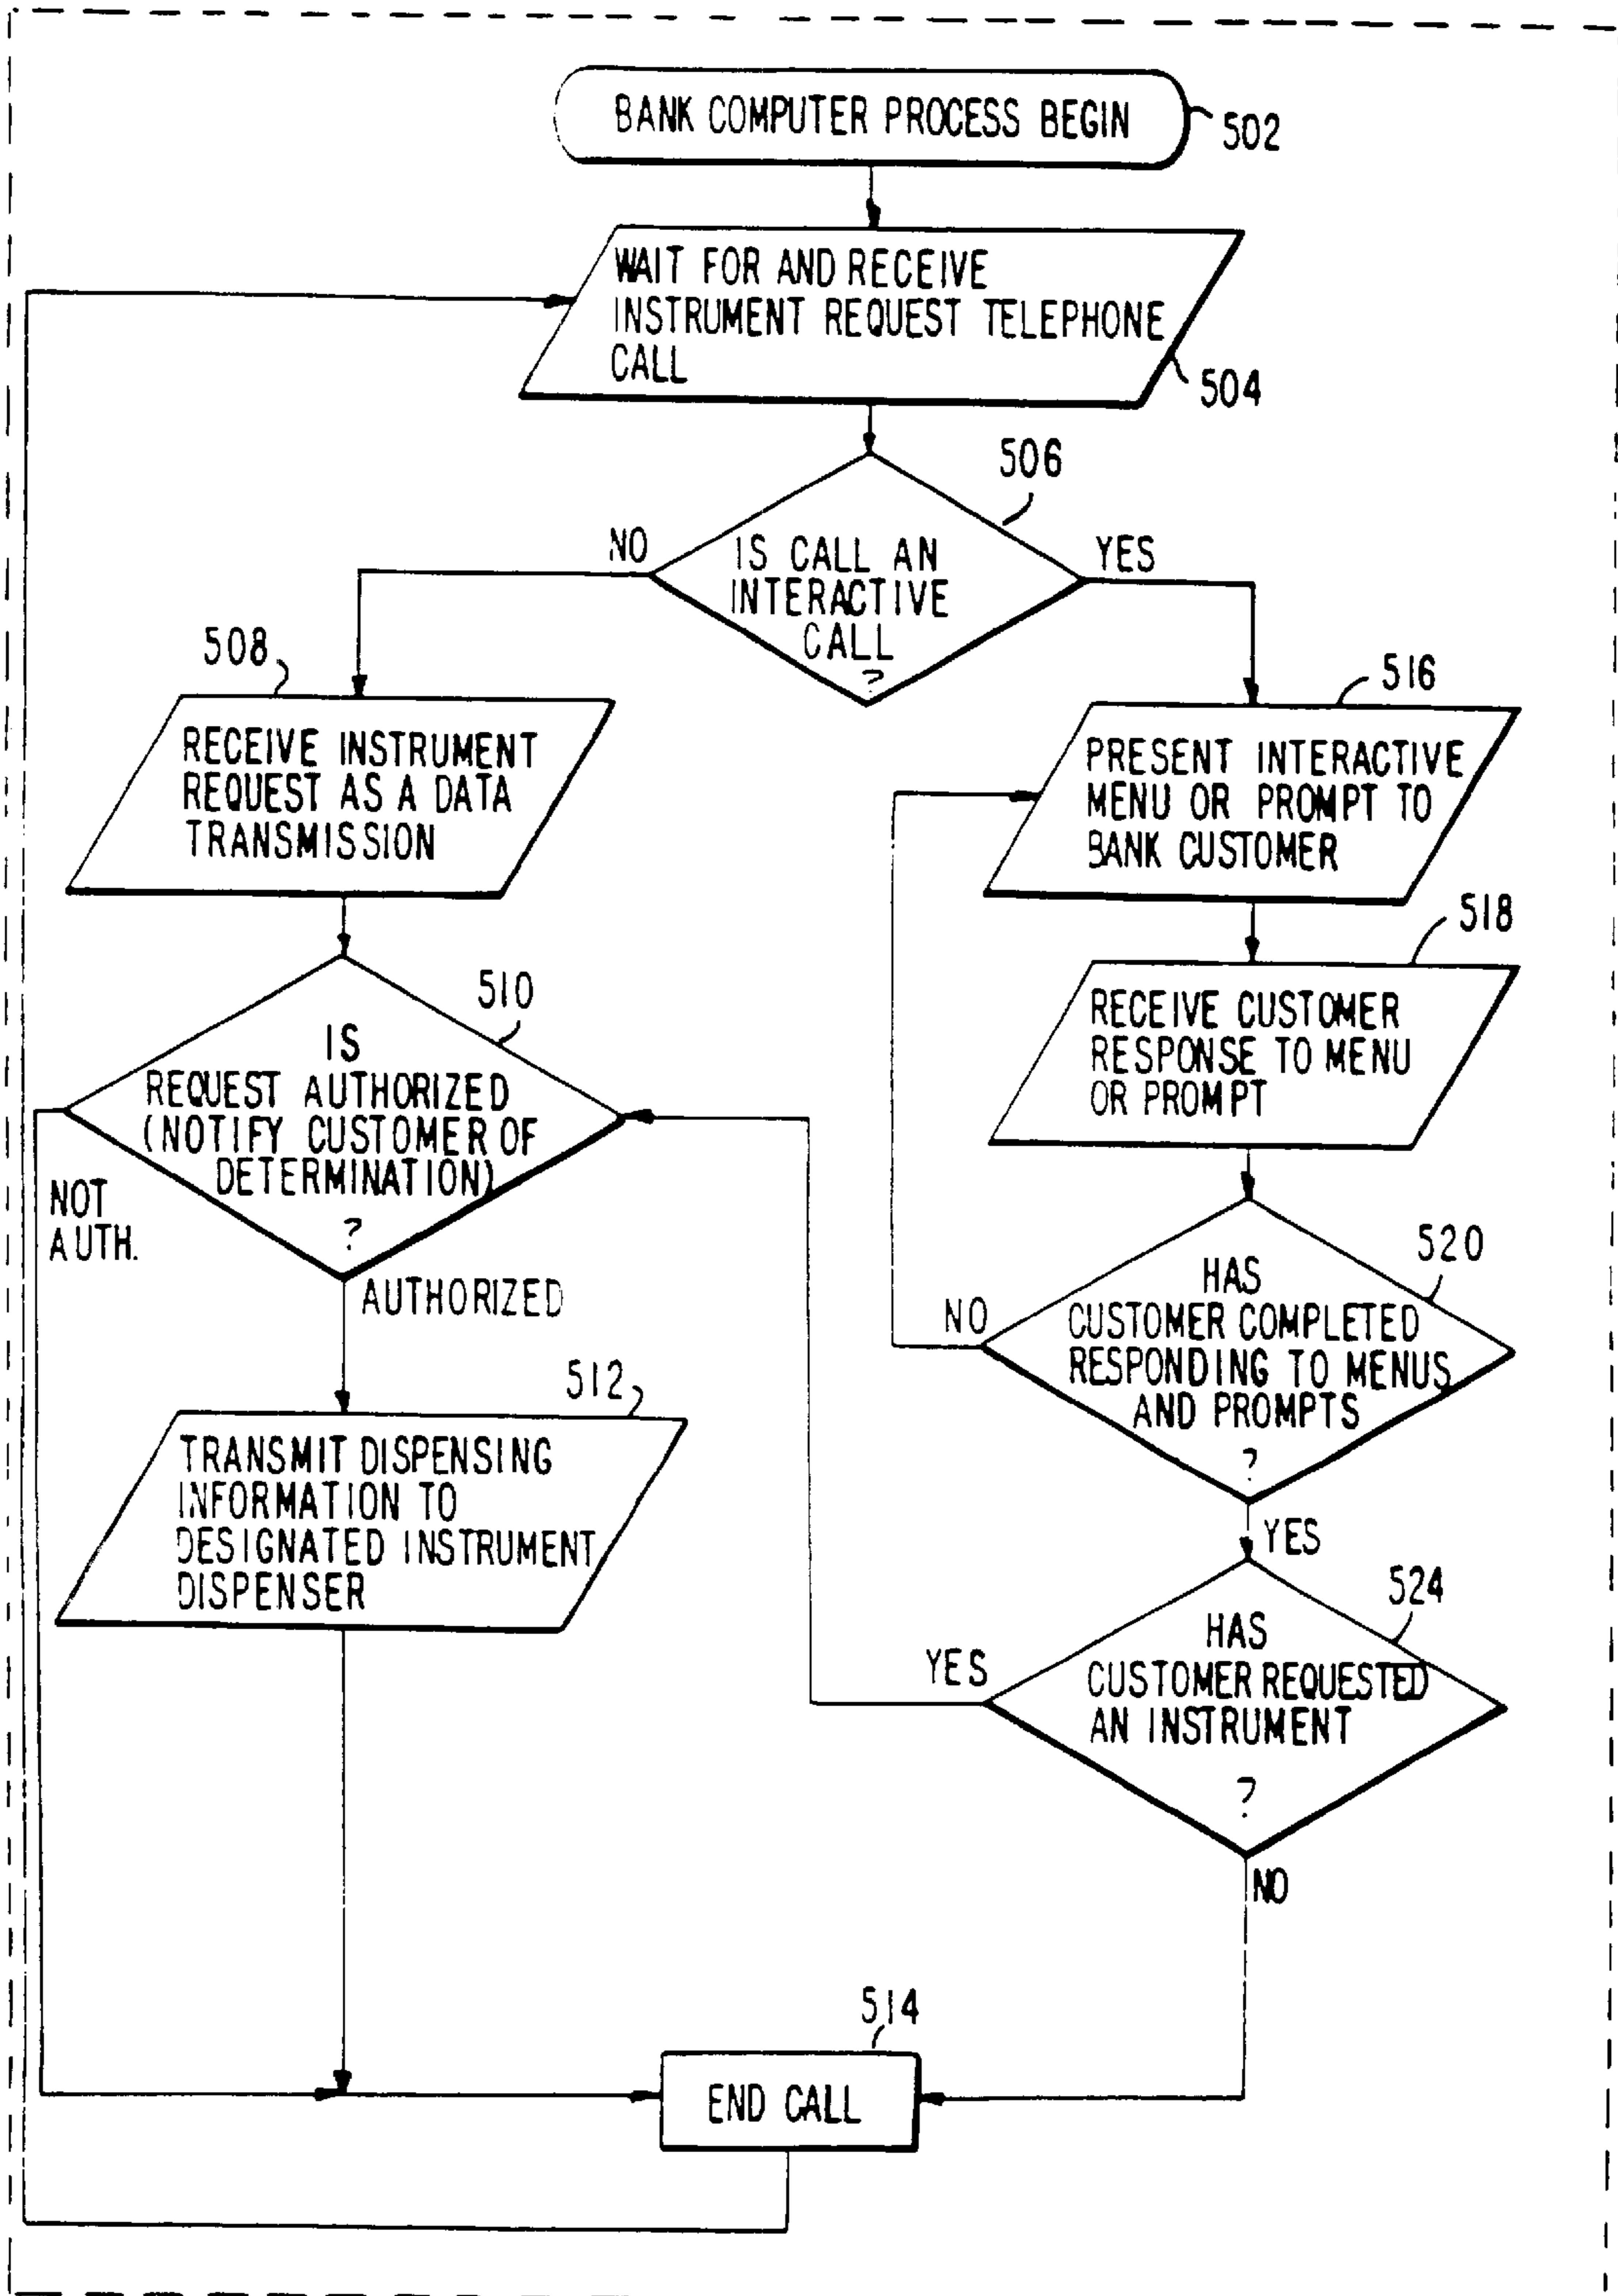 BANK COMPUTER PROCESS BEGIN
502
WAIT FOR AND RECEIVE
INSTRUMENT REQUEST TELEPHONE
CALL
504
506
IS CALL AN
INTERACTIVE
CALL
?
NO
YES
508
RECEIVE INSTRUMENT
REQUEST AS A DATA
TRANSMISSION
516
PRESENT INTERACTIVE
MENU OR PROMPT TO
BANK CUSTOMER
518
RECEIVE CUSTOMER
RESPONSE TO MENU
OR PROMPT
510
IS
REQUEST AUTHORIZED
(NOTIFY CUSTOMER OF
DETERMINATION)
?
NOT
AUTH.
AUTHORIZED
520
HAS
CUSTOMER COMPLETED
RESPONDING TO MENUS
AND PROMPTS
?
NO
YES
512
TRANSMIT DISPENSING
INFORMATION TO
DESIGNATED INSTRUMENT
DISPENSER
524
HAS
CUSTOMER REQUESTED
AN INSTRUMENT
?
YES
NO
514
END CALL